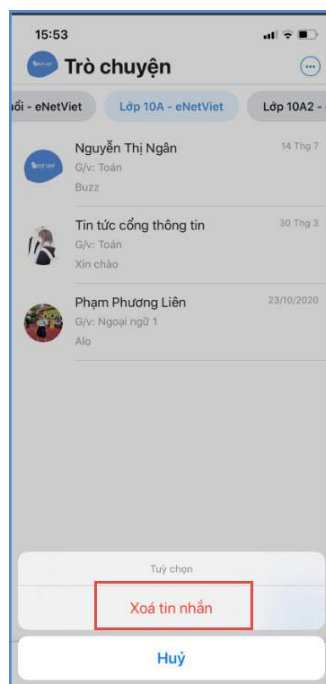 15:53
Trò chuyện
ối - eNetViet
Lớp 10A - eNetViet
Lớp 10A2 -
Nguyễn Thị Ngân
14 Thg 7
G/v: Toán
Buzz
Tin tức cổng thông tin
30 Thg 3
G/v: Toán
Xin chào
Phạm Phương Liên
23/10/2020
G/v: Ngoại ngữ 1
Alo
Tuỳ chọn
Xoá tin nhắn
Huỷ